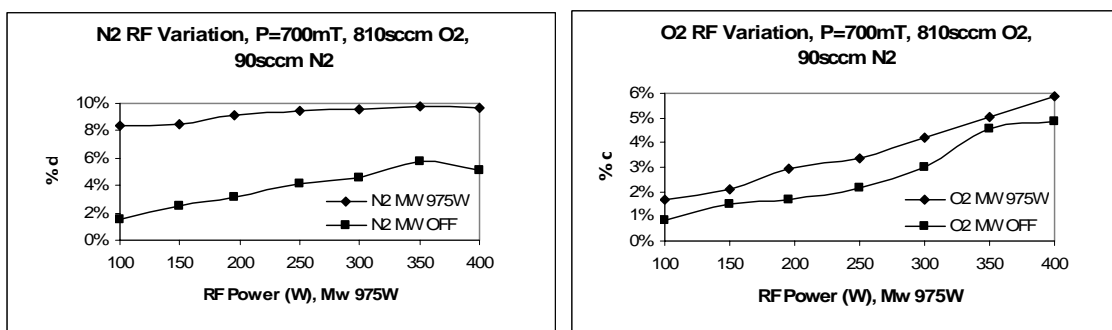 N2 RF Variation, P=700mT, 810sccm O2,
90sccm N2
% d
10%
8%
6%
4%
2%
0%
N2 MW 975W
N2 MW OFF
100 150 200 250 300 350 400
RF Power (W), Mw 975W
O2 RF Variation, P=700mT, 810sccm O2,
90sccm N2
% c
6%
5%
4%
3%
2%
1%
0%
O2 MW 975W
O2 MW OFF
100 150 200 250 300 350 400
RF Power (W), Mw 975W